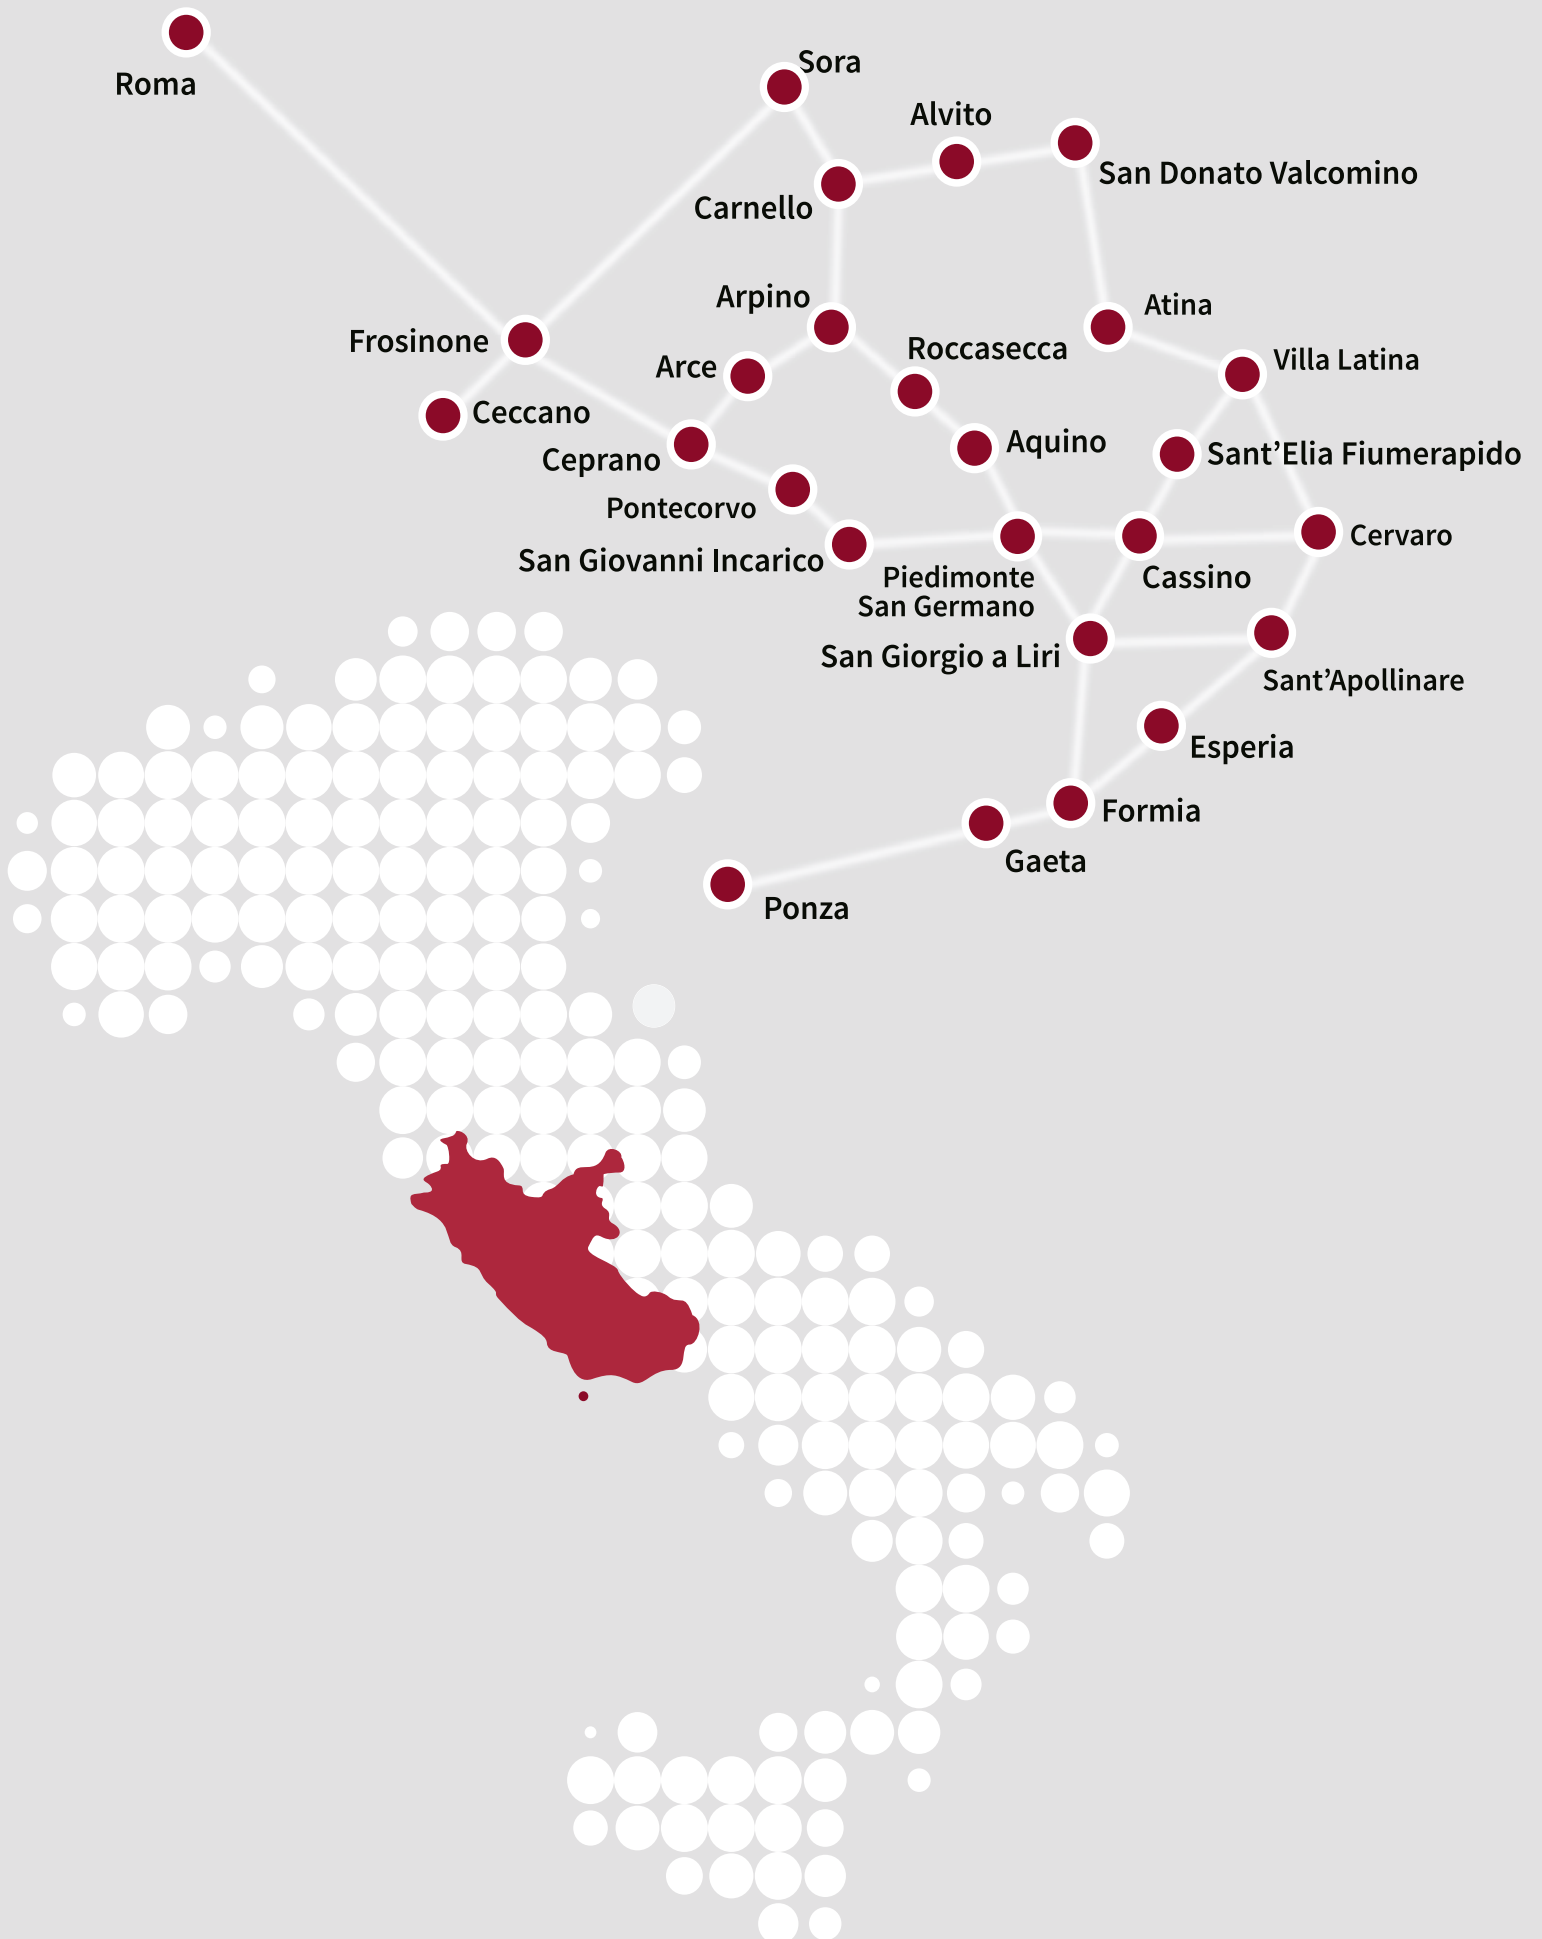 Sora
Roma
Alvito
San Donato Valcomino
Carnello
Arpino
Atina
Frosinone
Roccasecca
Arce
Villa Latina
Ceccano
Ceprano
Aquino
Sant’Elia Fiumerapido
Pontecorvo
Cervaro
San Giovanni Incarico
Piedimonte
San Germano
Cassino
San Giorgio a Liri
Sant’Apollinare
Esperia
Formia
Gaeta
Ponza